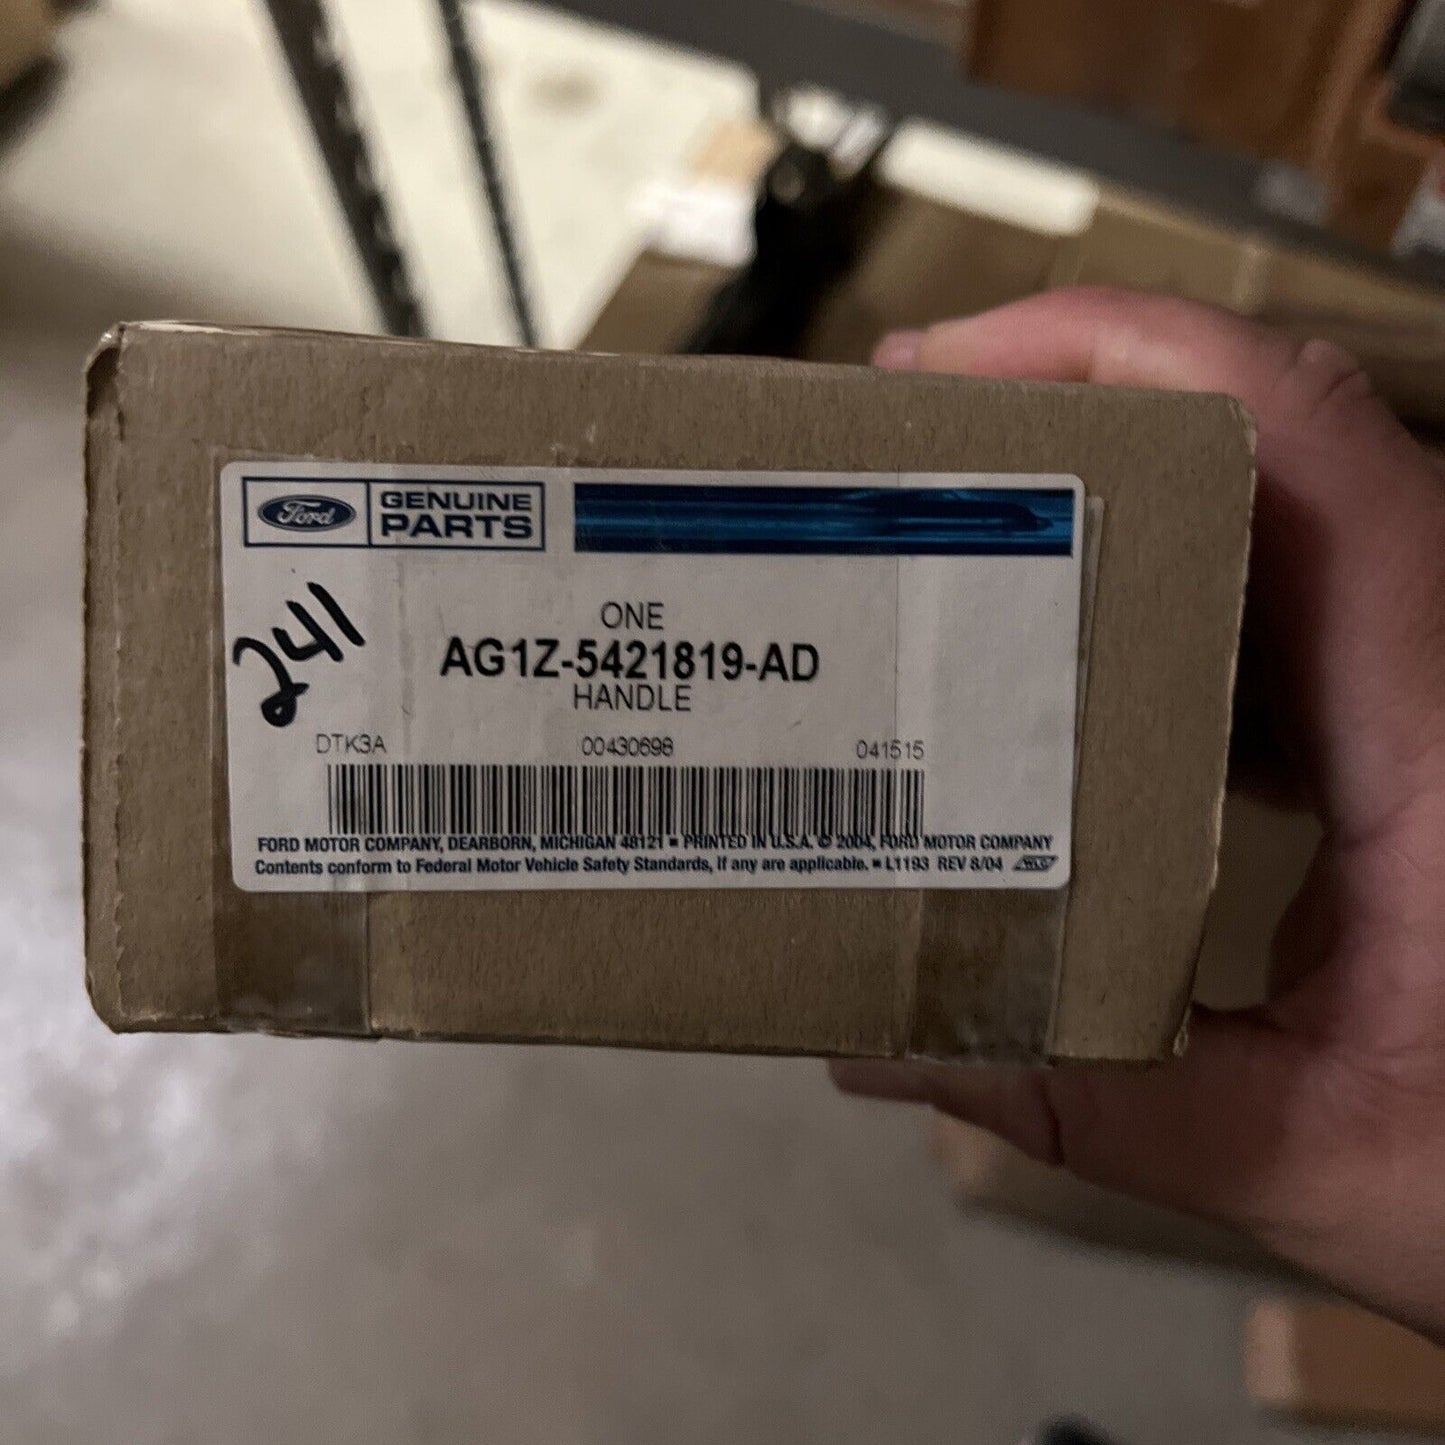 Ford
GENUINE
PARTS
241
ONE
AG1Z-5421819-AD
HANDLE
DTK3A 00430698 041515
FORD MOTOR COMPANY, DEARBORN, MICHIGAN 48121 ▪ PRINTED IN U.S.A. © 2004, FORD MOTOR COMPANY
Contents conform to Federal Motor Vehicle Safety Standards, if any are applicable. ▪ L1193 REV 8/04